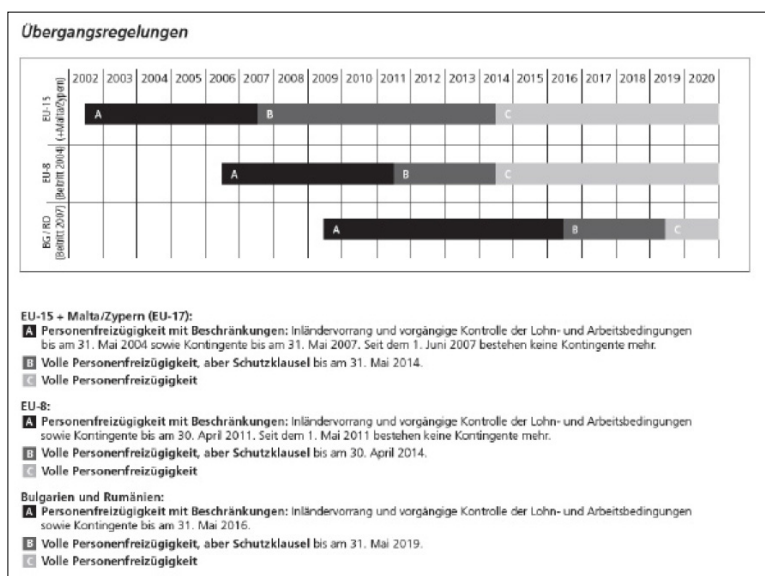 Übergangsregelungen
2002 2003 2004 2005 2006 2007 2008 2009 2010 2011 2012 2013 2014 2015 2016 2017 2018 2019 2020
EU-15
(+Malta/Zypern)
A B C
EU-8
(Beitritt 2004)
A B C
BG / RO
(Beitritt 2007)
A B C
EU-15 + Malta/Zypern (EU-17):
A Personenfreizügigkeit mit Beschränkungen: Inländervorrang und vorgängige Kontrolle der Lohn- und Arbeitsbedingungen
bis am 31. Mai 2004 sowie Kontingente bis am 31. Mai 2007. Seit dem 1. Juni 2007 bestehen keine Kontingente mehr.
B Volle Personenfreizügigkeit, aber Schutzklausel bis am 31. Mai 2014.
C Volle Personenfreizügigkeit
EU-8:
A Personenfreizügigkeit mit Beschränkungen: Inländervorrang und vorgängige Kontrolle der Lohn- und Arbeitsbedingungen
sowie Kontingente bis am 30. April 2011. Seit dem 1. Mai 2011 bestehen keine Kontingente mehr.
B Volle Personenfreizügigkeit, aber Schutzklausel bis am 30. April 2014.
C Volle Personenfreizügigkeit
Bulgarien und Rumänien:
A Personenfreizügigkeit mit Beschränkungen: Inländervorrang und vorgängige Kontrolle der Lohn- und Arbeitsbedingungen
sowie Kontingente bis am 31. Mai 2016.
B Volle Personenfreizügigkeit, aber Schutzklausel bis am 31. Mai 2019.
C Volle Personenfreizügigkeit